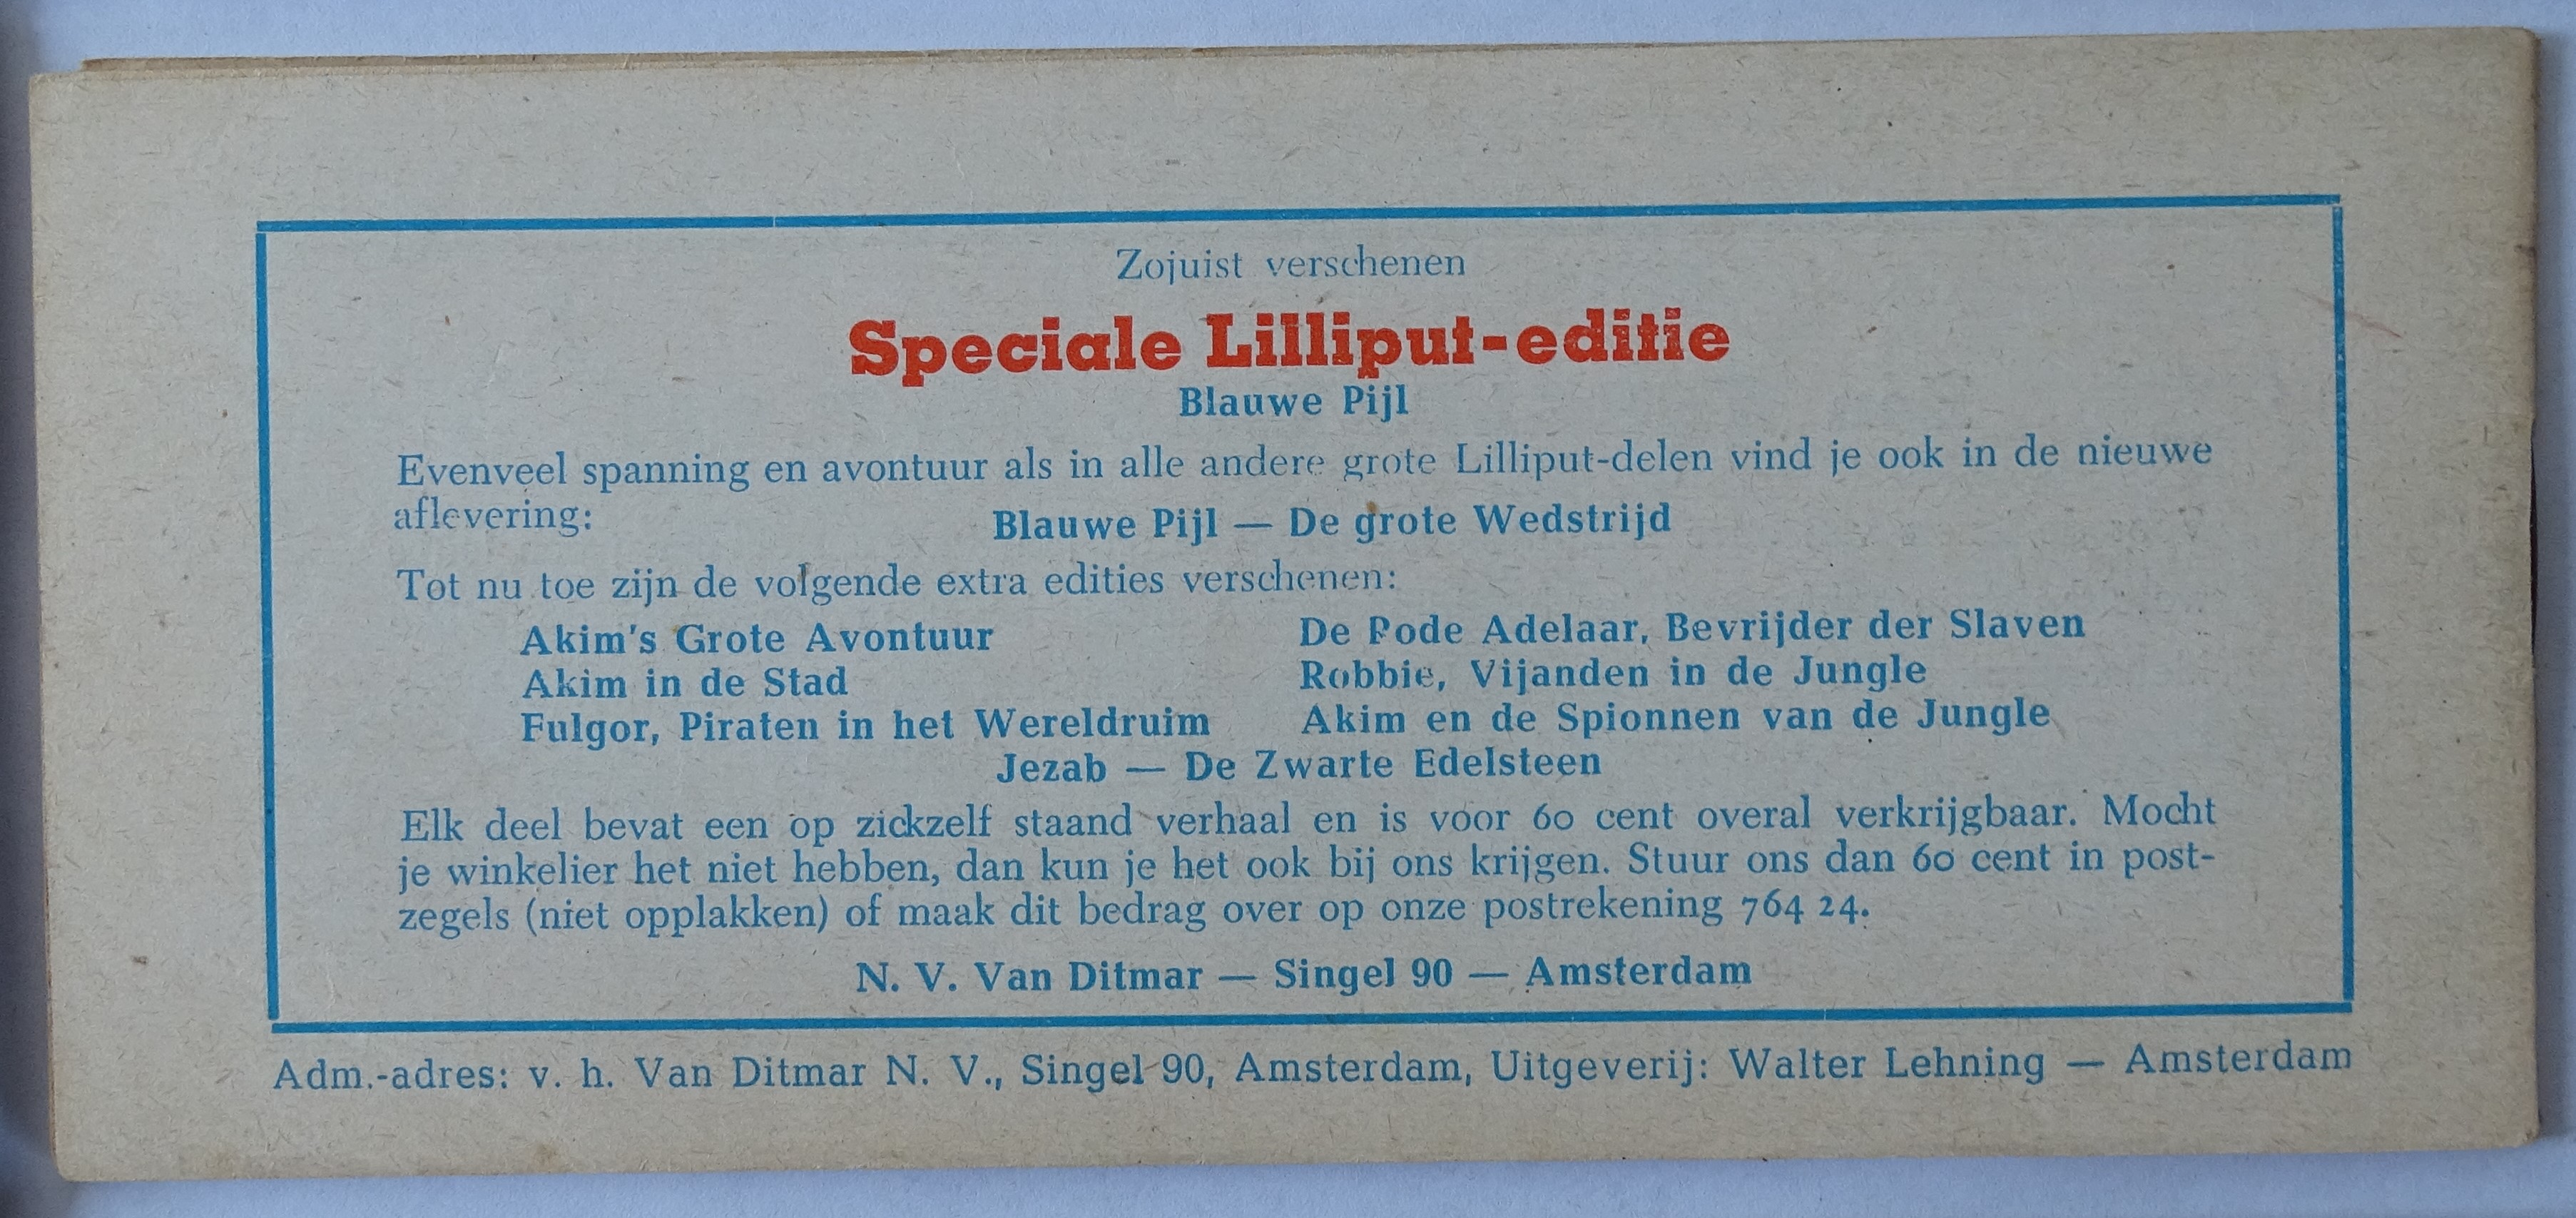 Zojuist verschenen
Speciale Lilliput-editie
Blauwe Pijl
Evenveel spanning en avontuur als in alle andere grote Lilliput-delen vind je ook in de nieuwe
aflevering:
Blauwe Pijl — De grote Wedstrijd
Tot nu toe zijn de volgende extra edities verschenen:
Akim's Grote Avontuur
Akim in de Stad
Fulgor, Piraten in het Wereldruim
De Rode Adelaar, Bevrijder der Slaven
Robbie, Vijanden in de Jungle
Akim en de Spionnen van de Jungle
Jezab — De Zwarte Edelsteen
Elk deel bevat een op zickzelf staand verhaal en is voor 60 cent overal verkrijgbaar. Mocht
je winkelier het niet hebben, dan kun je het ook bij ons krijgen. Stuur ons dan 60 cent in post-
zegels (niet opplakken) of maak dit bedrag over op onze postrekening 764 24.
N. V. Van Ditmar — Singel 90 — Amsterdam
Adm.-adres: v. h. Van Ditmar N. V., Singel 90, Amsterdam, Uitgeverij: Walter Lehning — Amsterdam